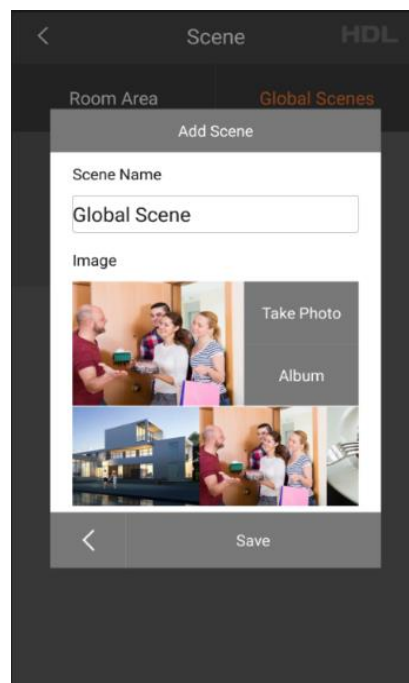 Scene
HDL
Room Area
Global Scenes
Add Scene
Scene Name
Global Scene
Image
Take Photo
Album
Save